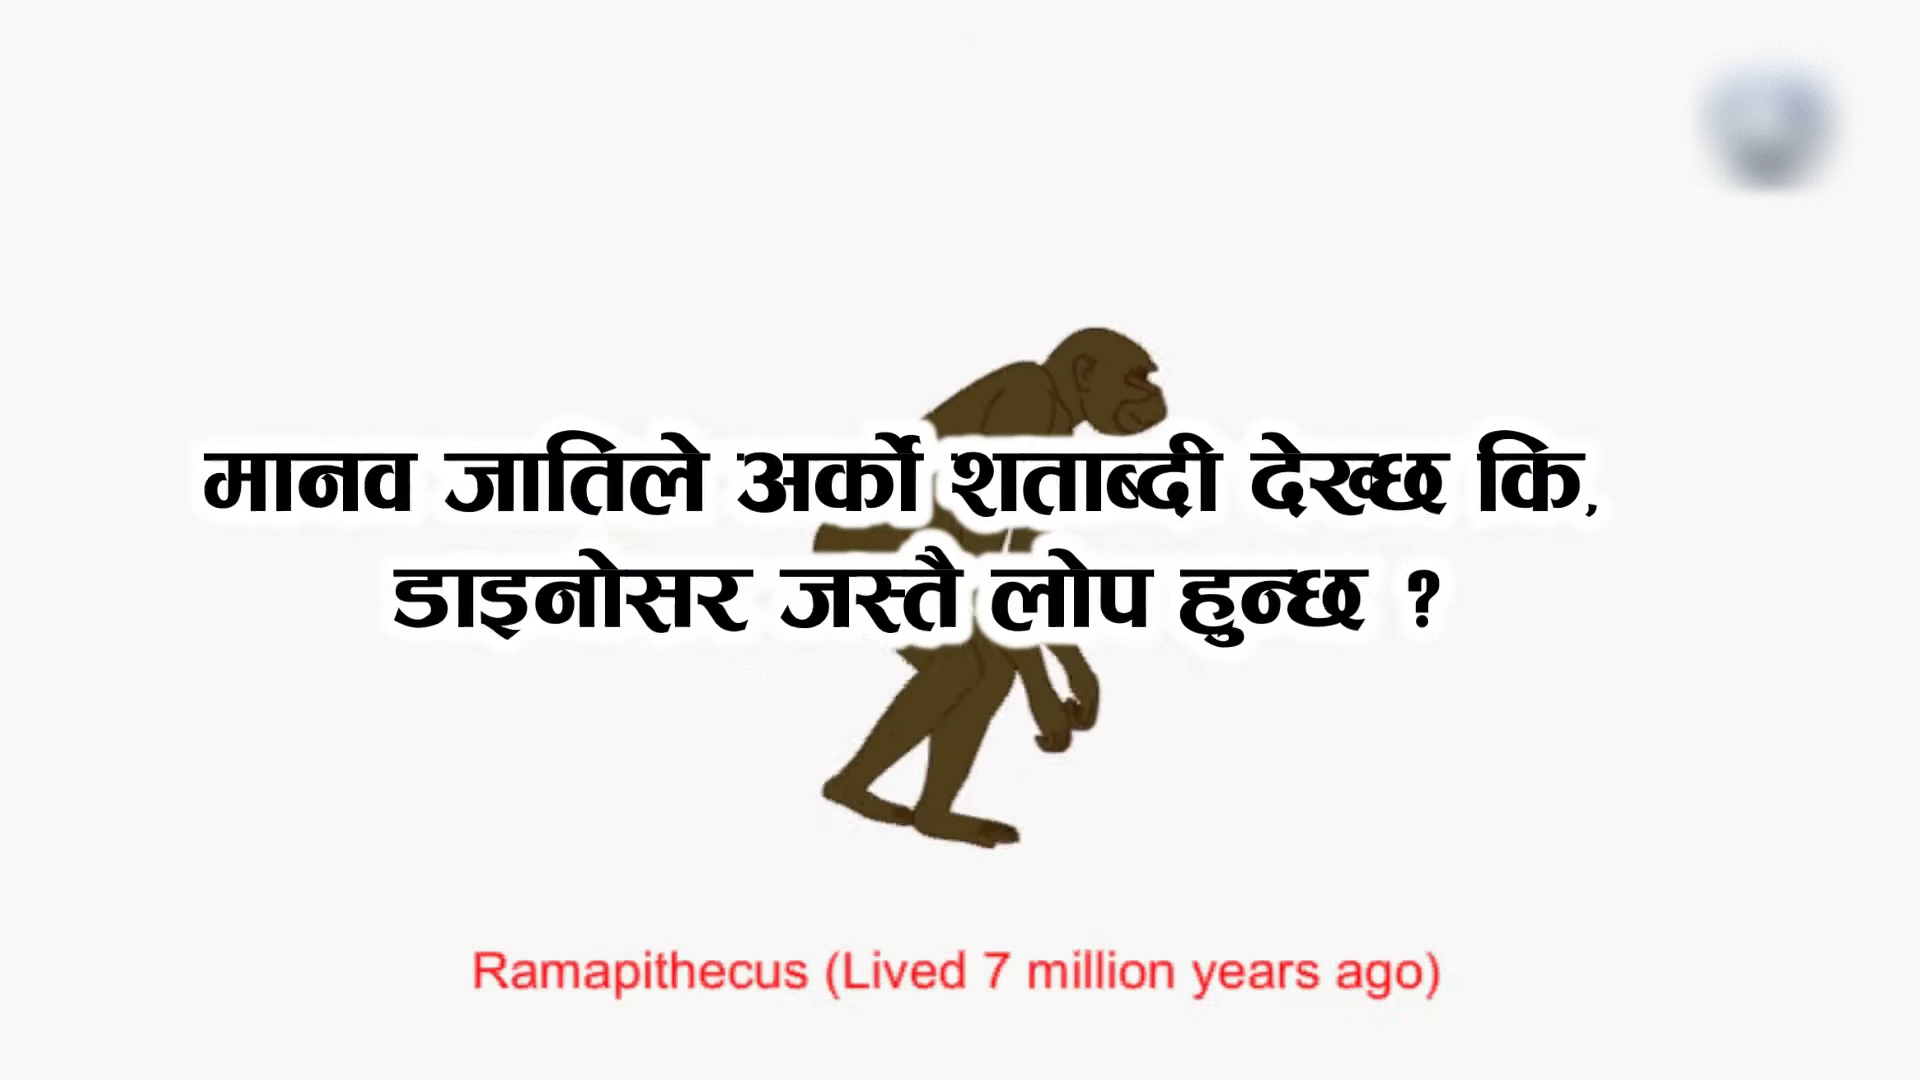 मानव जातिले अर्को शताब्दी देख्छ कि,
डाइनोसर जस्तै लोप हुन्छ ?
Ramapithecus (Lived 7 million years ago)